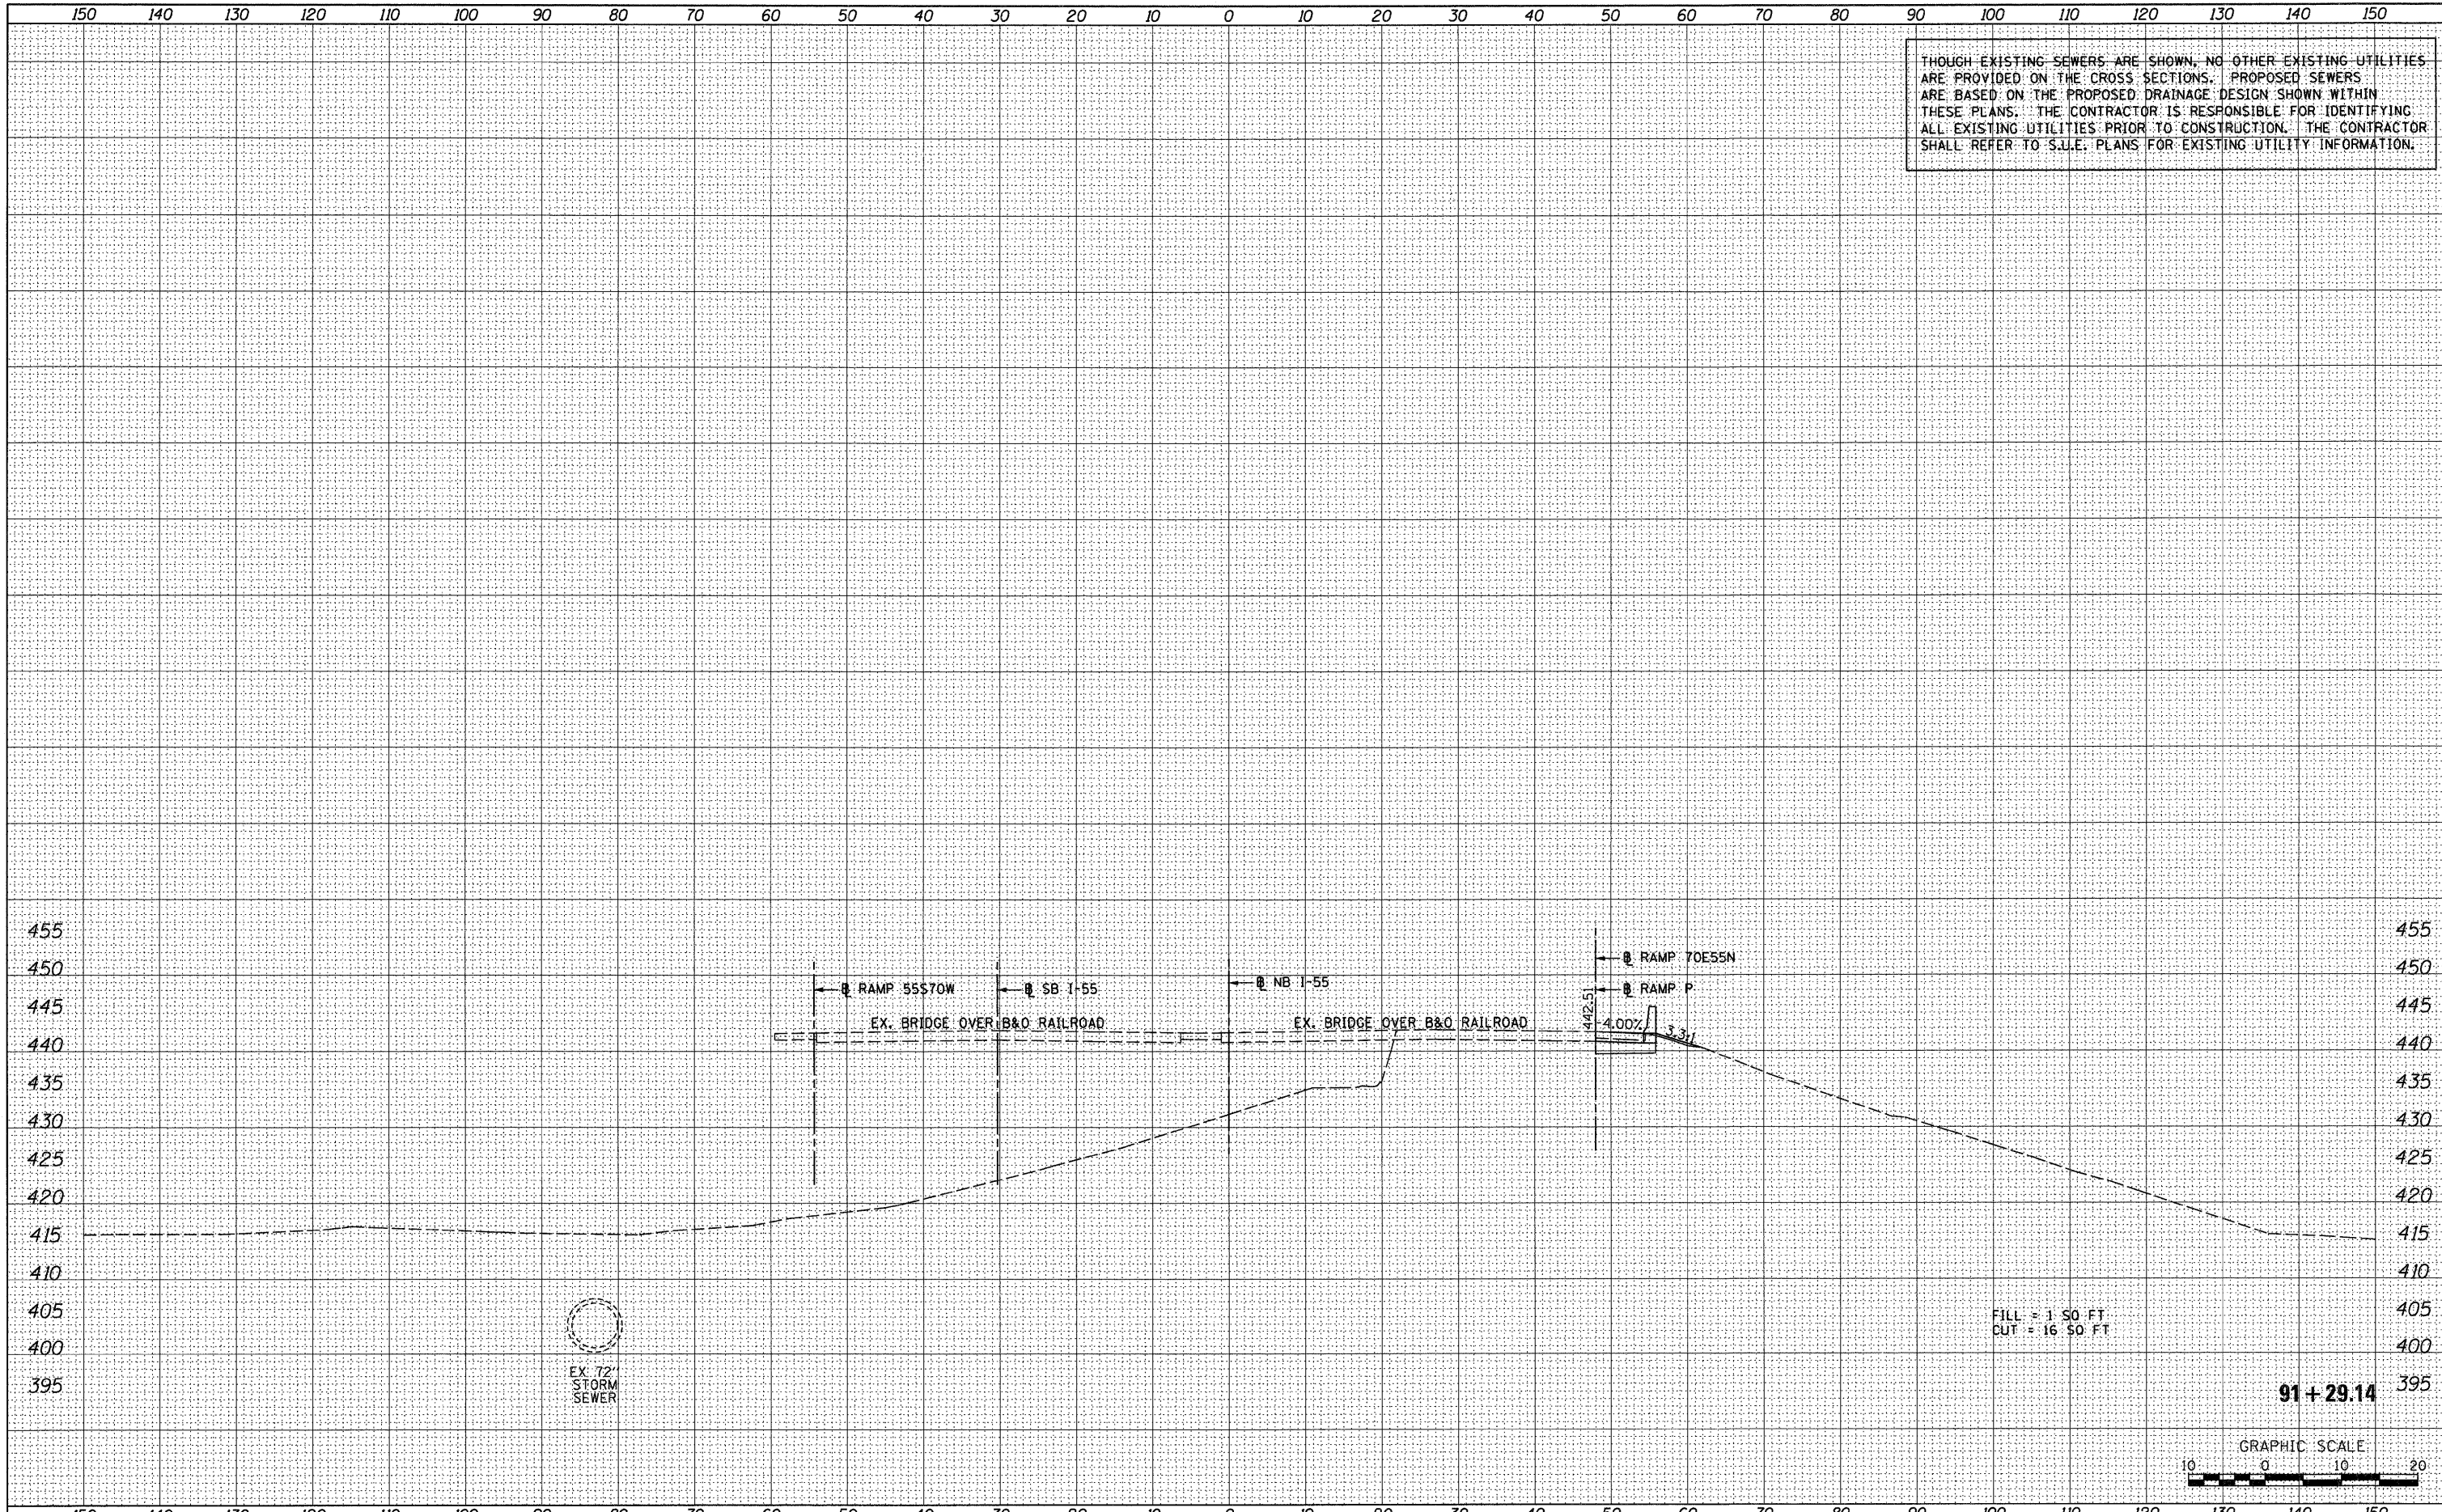 150 140 130 120 110 100 90 80 70 60 50 40 30 20 10 0 10 20 30 40 50 60 70 80 90 100 110 120 130 140 150
THOUGH EXISTING SEWERS ARE SHOWN, NO OTHER EXISTING UTILITIES
ARE PROVIDED ON THE CROSS SECTIONS. PROPOSED SEWERS
ARE BASED ON THE PROPOSED DRAINAGE DESIGN SHOWN WITHIN
THESE PLANS. THE CONTRACTOR IS RESPONSIBLE FOR IDENTIFYING
ALL EXISTING UTILITIES PRIOR TO CONSTRUCTION. THE CONTRACTOR
SHALL REFER TO S.U.E. PLANS FOR EXISTING UTILITY INFORMATION.
455 455
℄ RAMP 70E55N
450 450
℄ RAMP 55S70W ℄ SB I-55 ℄ NB I-55 ℄ RAMP P
445 445
442.51
EX. BRIDGE OVER B&O RAILROAD EX. BRIDGE OVER B&O RAILROAD -4.00% 3.3:1
440 440
435 435
430 430
425 425
420 420
415 415
410 410
405 405
FILL = 1 SQ FT
CUT = 16 SQ FT
400 400
EX 72"
STORM
SEWER
395 395
91 + 29.14
GRAPHIC SCALE
10 0 10 20